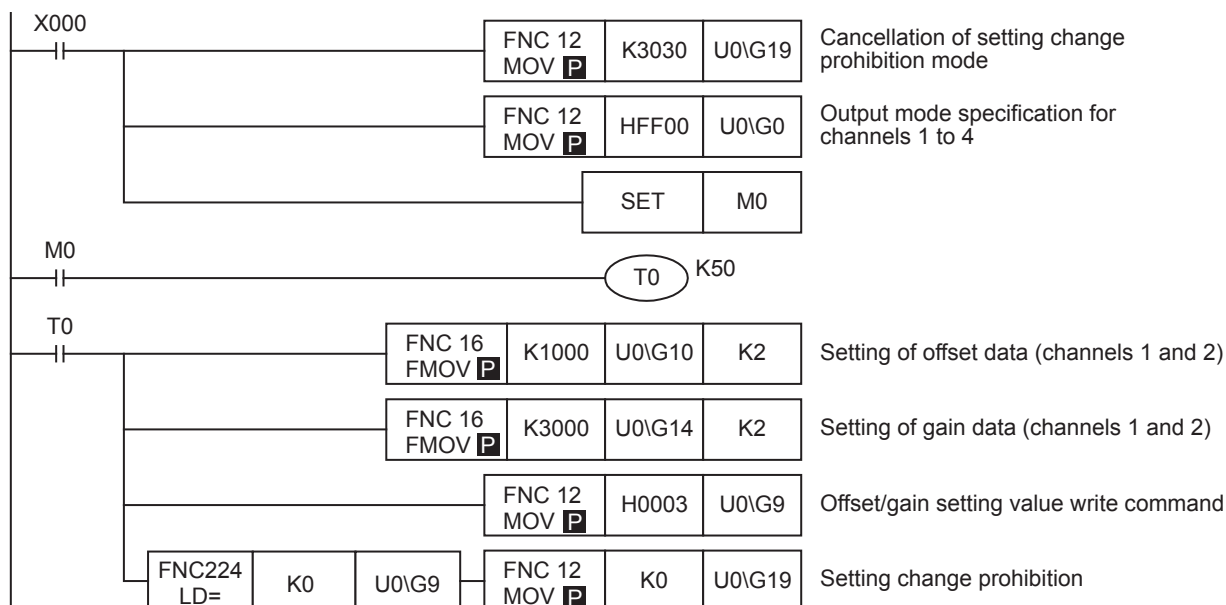 X000
FNC 12 K3030 U0\G19 Cancellation of setting change
MOV P prohibition mode
FNC 12 HFF00 U0\G0 Output mode specification for
MOV P channels 1 to 4
SET M0
M0
T0 K50
T0
FNC 16 K1000 U0\G10 K2 Setting of offset data (channels 1 and 2)
FMOV P
FNC 16 K3000 U0\G14 K2 Setting of gain data (channels 1 and 2)
FMOV P
FNC 12 H0003 U0\G9 Offset/gain setting value write command
MOV P
FNC224 K0 U0\G9 FNC 12 K0 U0\G19 Setting change prohibition
LD= MOV P